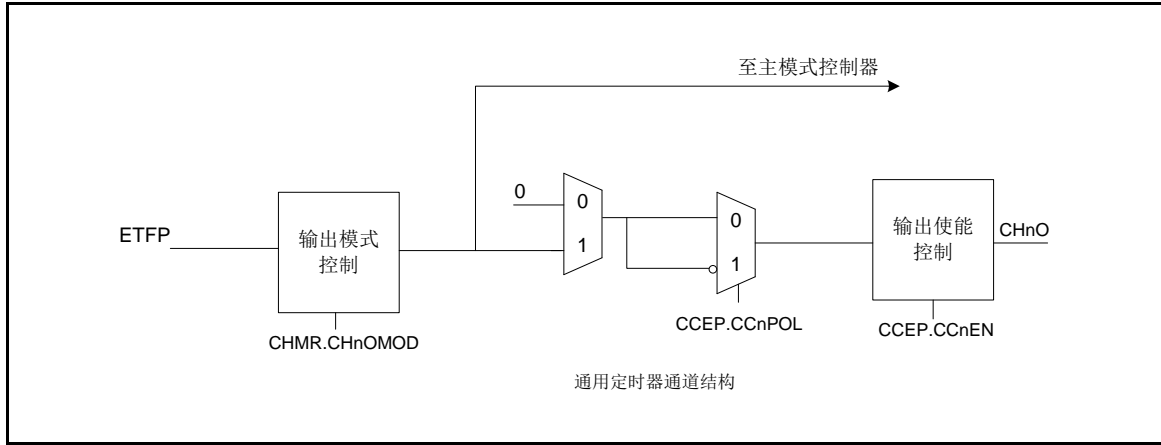 至主模式控制器
0
0
1
0
1
ETFP
输出模式
控制
输出使能
控制
CHnO
CHMR.CHnOMOD
CCEP.CCnPOL
CCEP.CCnEN
通用定时器通道结构